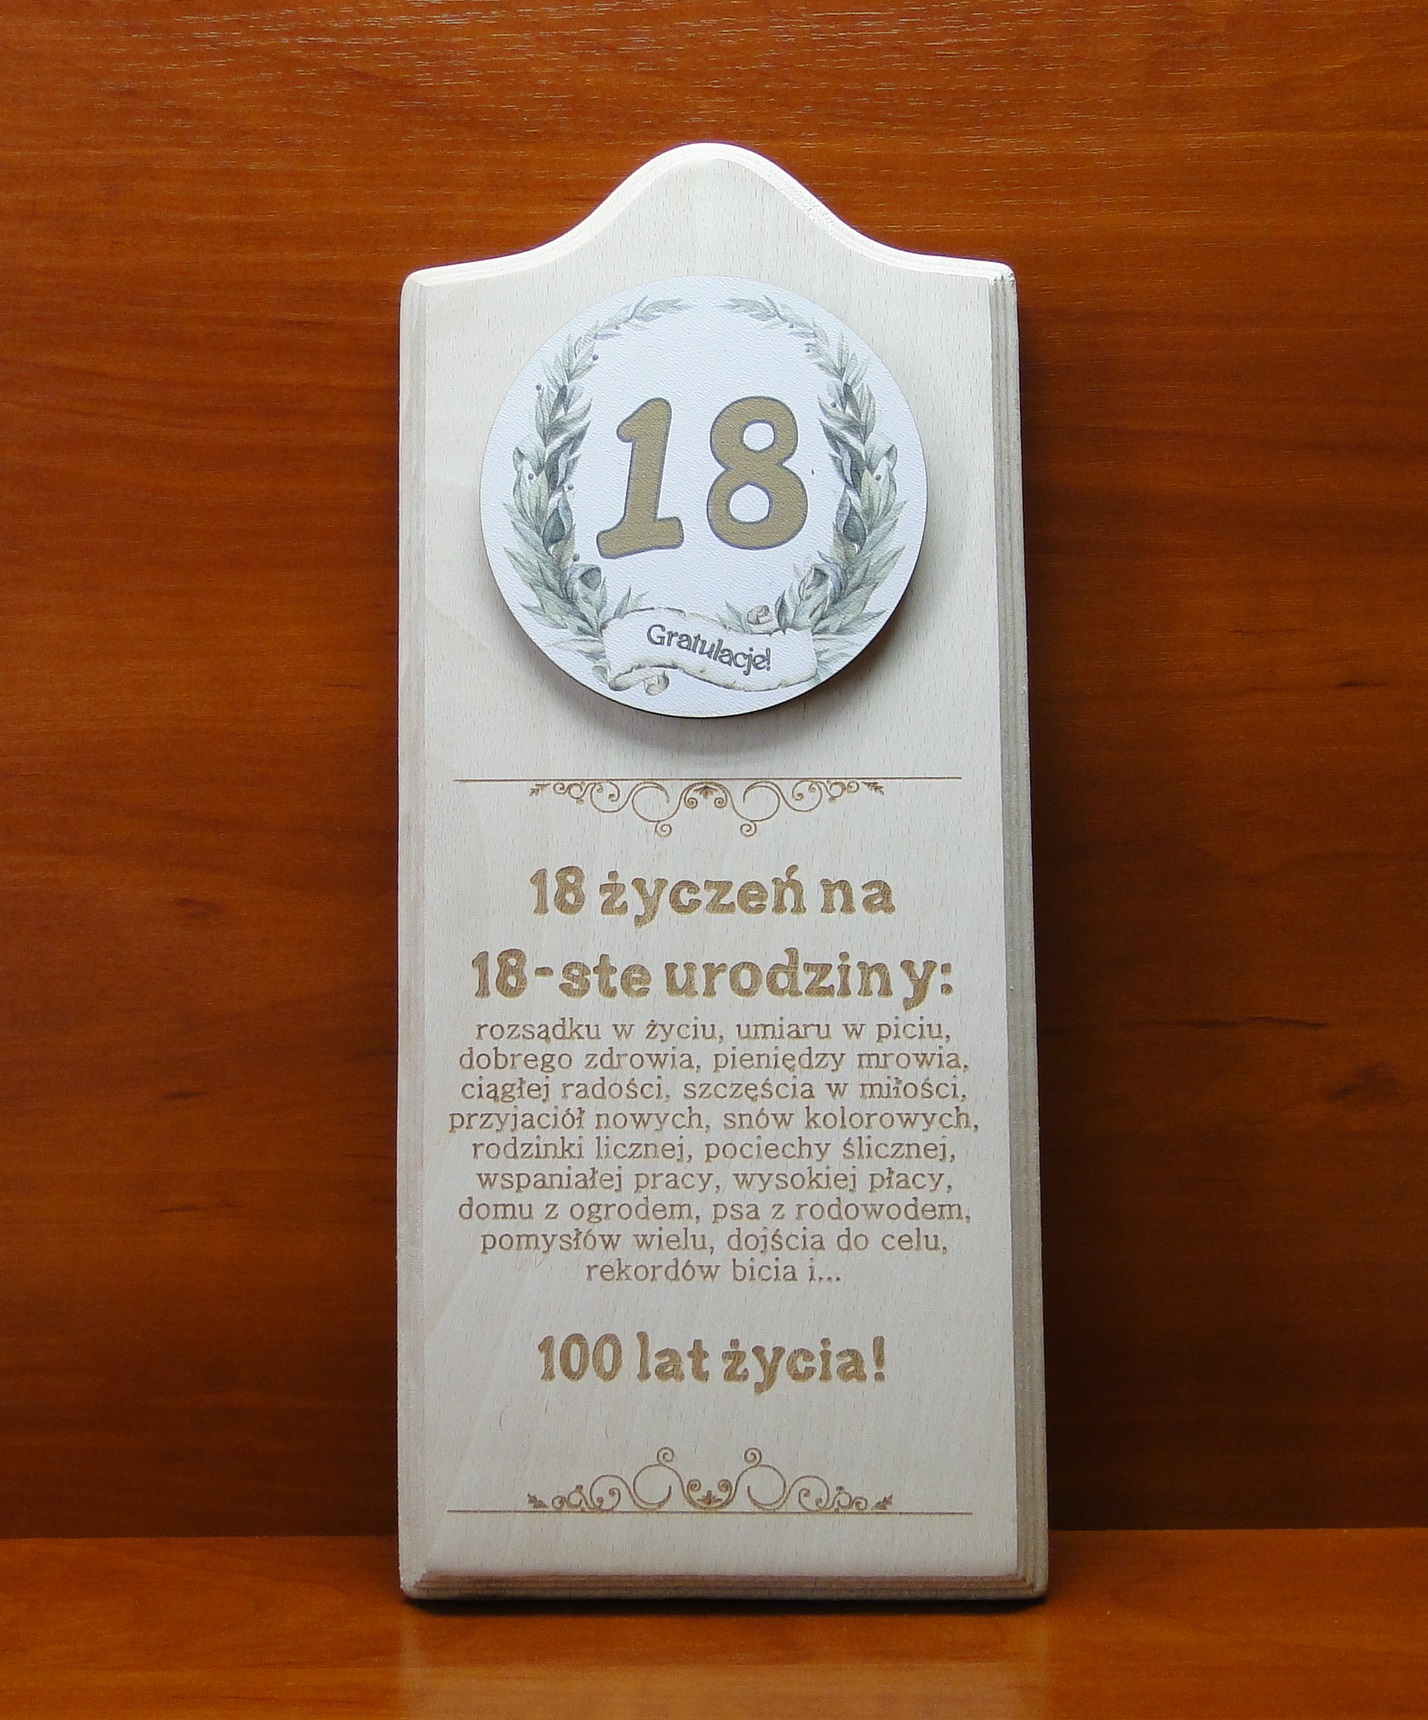 18
Gratulacje!
18 życzeń na
18-ste urodziny:
rozsądku w życiu, umiaru w piciu,
dobrego zdrowia, pieniędzy mrowia,
ciągłej radości, szczęścia w miłości,
przyjaciół nowych, snów kolorowych,
rodzinki licznej, pociechy ślicznej,
wspaniałej pracy, wysokiej płacy,
domu z ogrodem, psa z rodowodem,
pomysłów wielu, dojścia do celu,
rekordów bicia i...
100 lat życia!